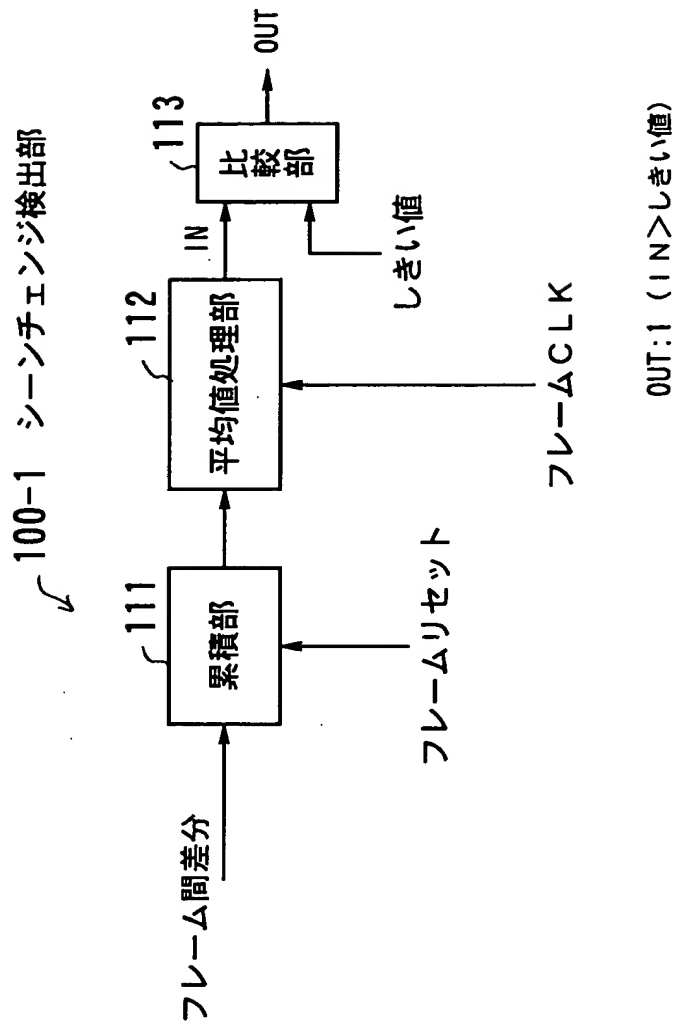 100-1 シーンチェンジ検出部
111
112
113
フレーム間差分
累積部
平均値処理部
IN
比較部
OUT
フレームリセット
フレームCLK
しきい値
OUT:1 (IN>しきい値)